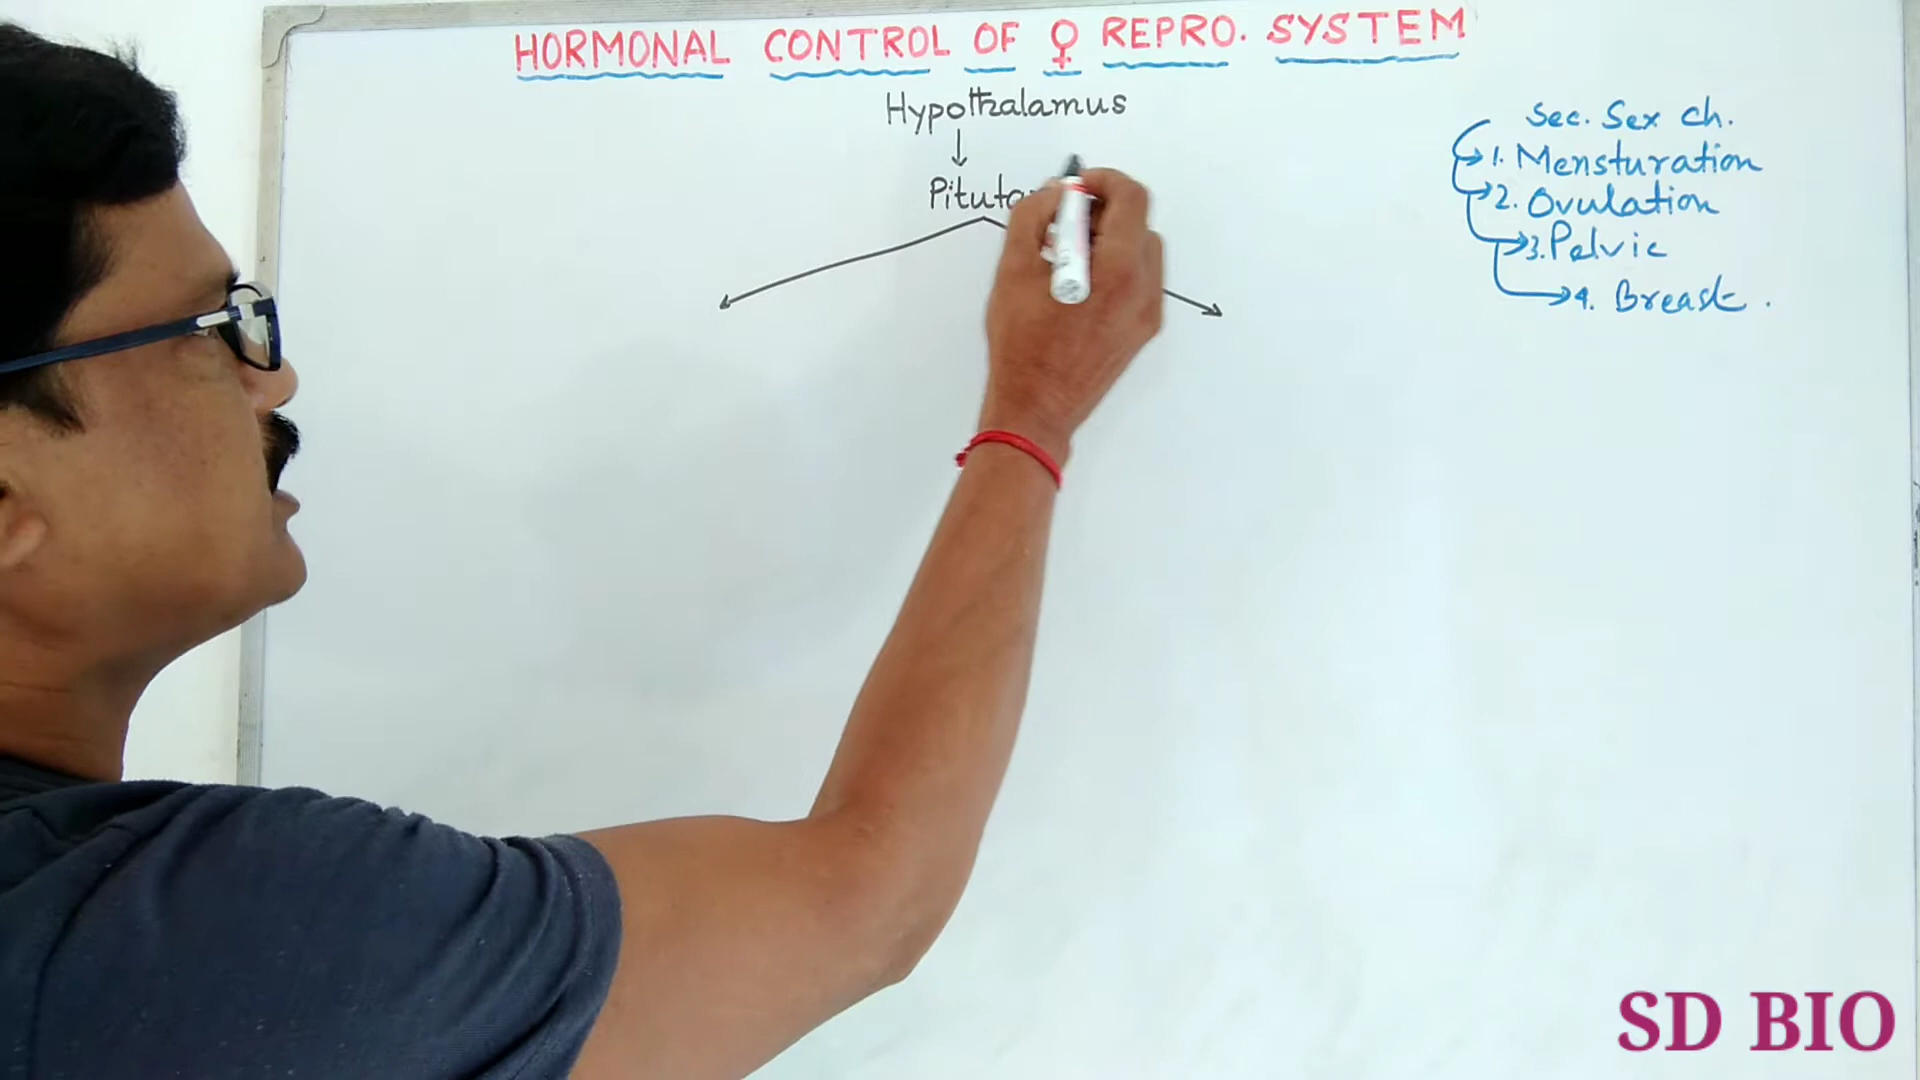 HORMONAL CONTROL OF ♀ REPRO. SYSTEM
Hypothalamus
Sec. Sex Ch.
1. Mensturation
2. Ovulation
3. Pelvic
4. Breast.
SD BIO